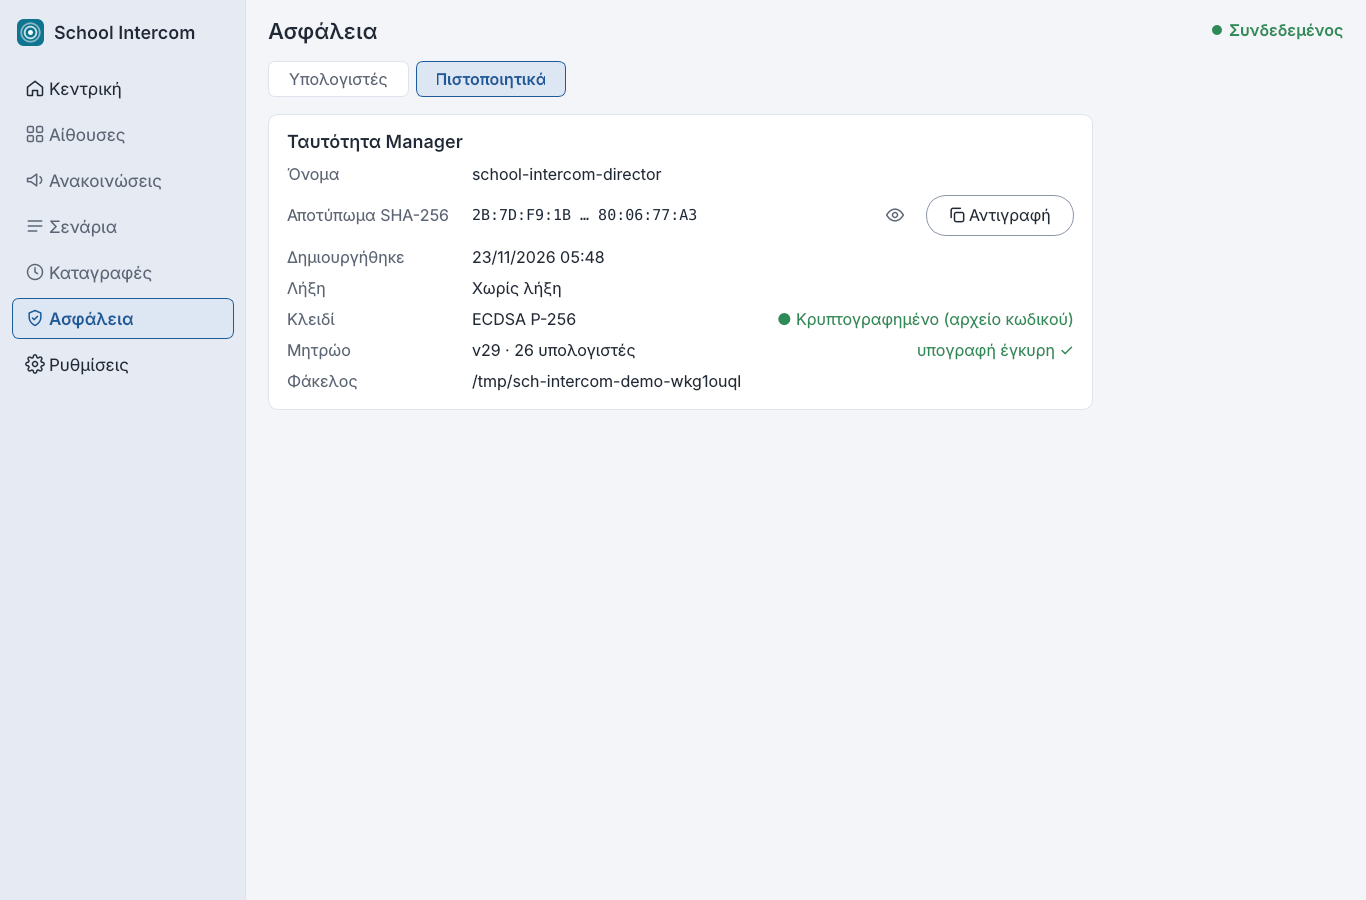 School Intercom
Κεντρική
Αίθουσες
Ανακοινώσεις
Σενάρια
Καταγραφές
Ασφάλεια
Ρυθμίσεις
Ασφάλεια
Συνδεδεμένος
Υπολογιστές
Πιστοποιητικά
Ταυτότητα Manager
Όνομα school-intercom-director
Αποτύπωμα SHA-256 2B:7D:F9:1B … 80:06:77:A3 Αντιγραφή
Δημιουργήθηκε 23/11/2026 05:48
Λήξη Χωρίς λήξη
Κλειδί ECDSA P-256 Κρυπτογραφημένο (αρχείο κωδικού)
Μητρώο v29 · 26 υπολογιστές υπογραφή έγκυρη ✓
Φάκελος /tmp/sch-intercom-demo-wkg1ouql